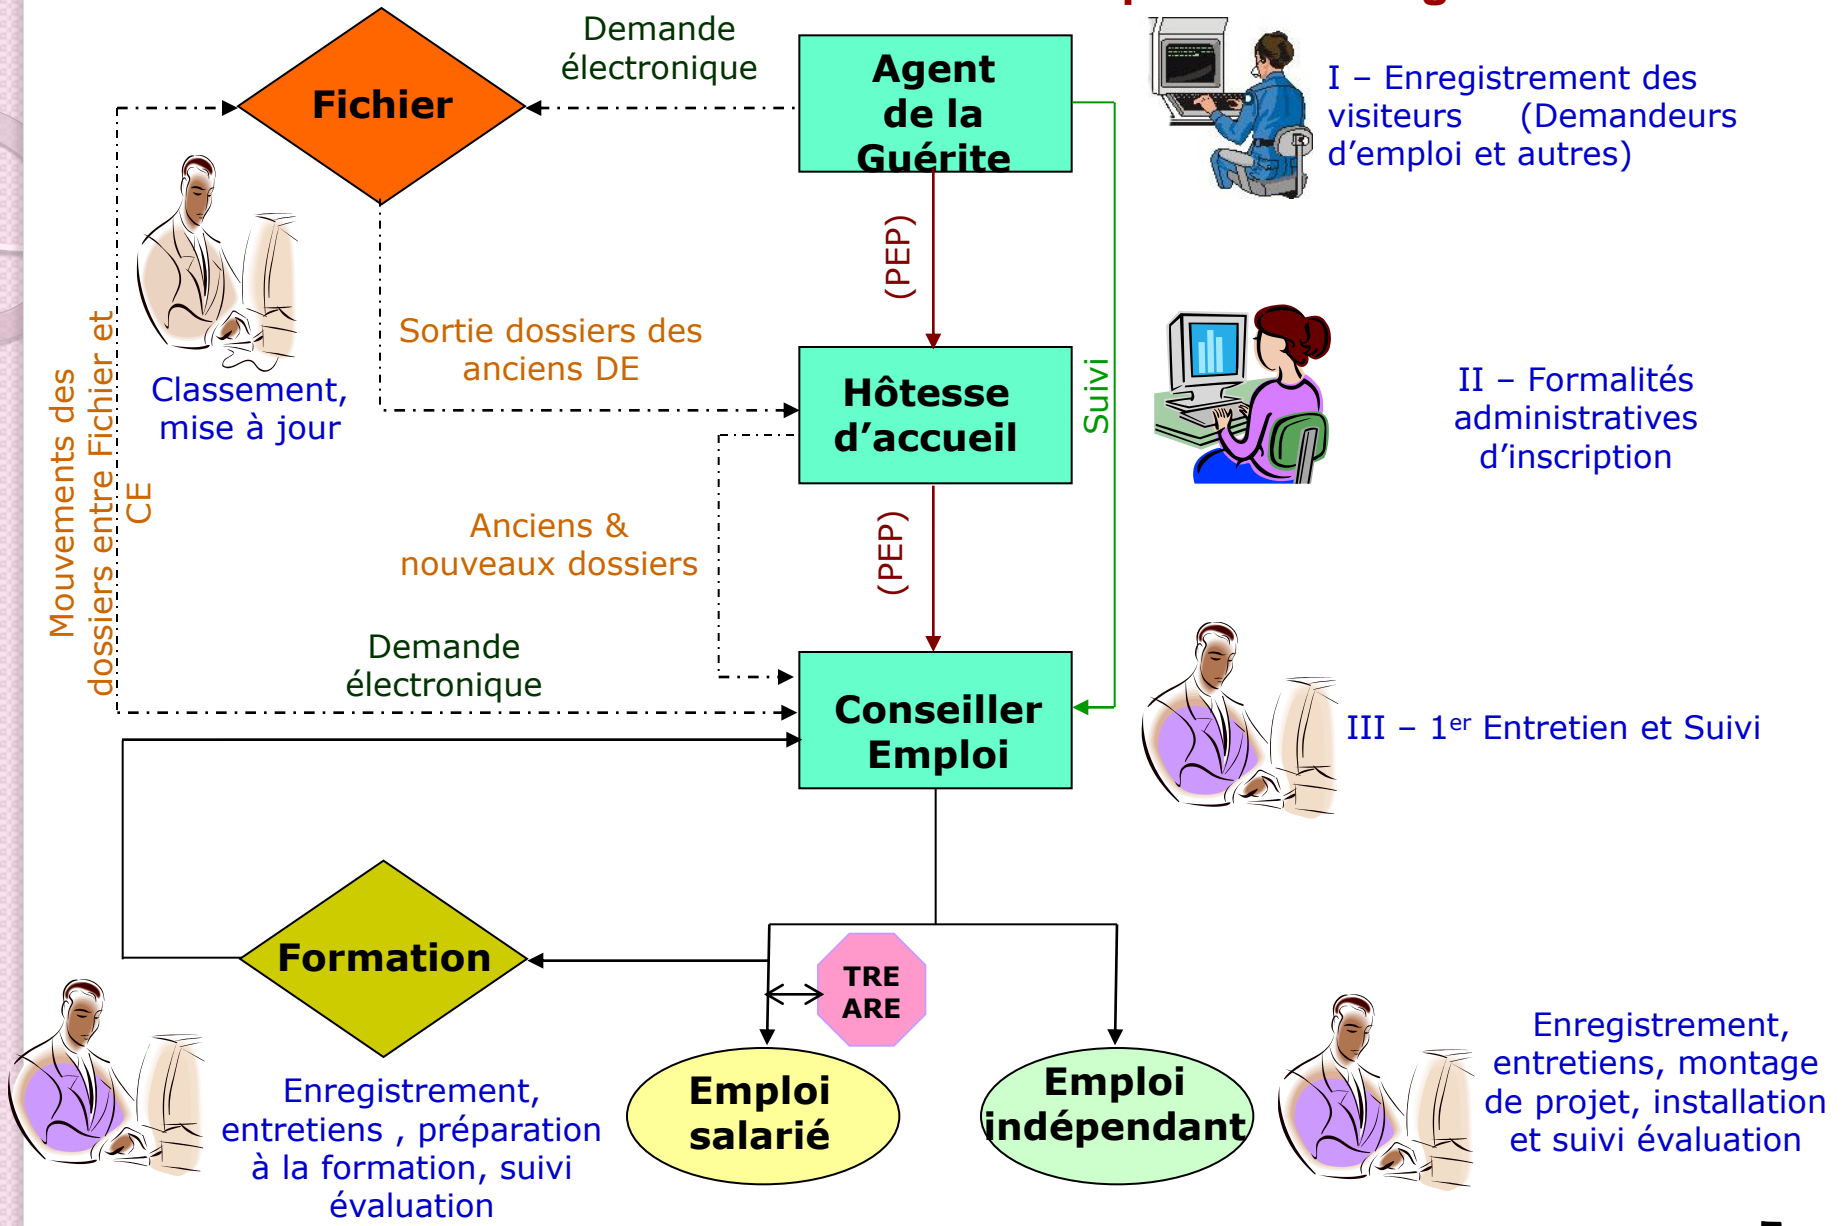 Demande
électronique
Fichier
Agent
de la
Guérite
I – Enregistrement des
visiteurs (Demandeurs
d’emploi et autres)
(PEP)
Sortie dossiers des
anciens DE
Classement,
mise à jour
Mouvements des
dossiers entre Fichier et
CE
Hôtesse
d’accueil
Suivi
II – Formalités
administratives
d’inscription
Anciens &
nouveaux dossiers
(PEP)
Demande
électronique
Conseiller
Emploi
III – 1er Entretien et Suivi
Formation
TRE
ARE
Enregistrement,
entretiens , préparation
à la formation, suivi
évaluation
Emploi
salarié
Emploi
indépendant
Enregistrement,
entretiens, montage
de projet, installation
et suivi évaluation